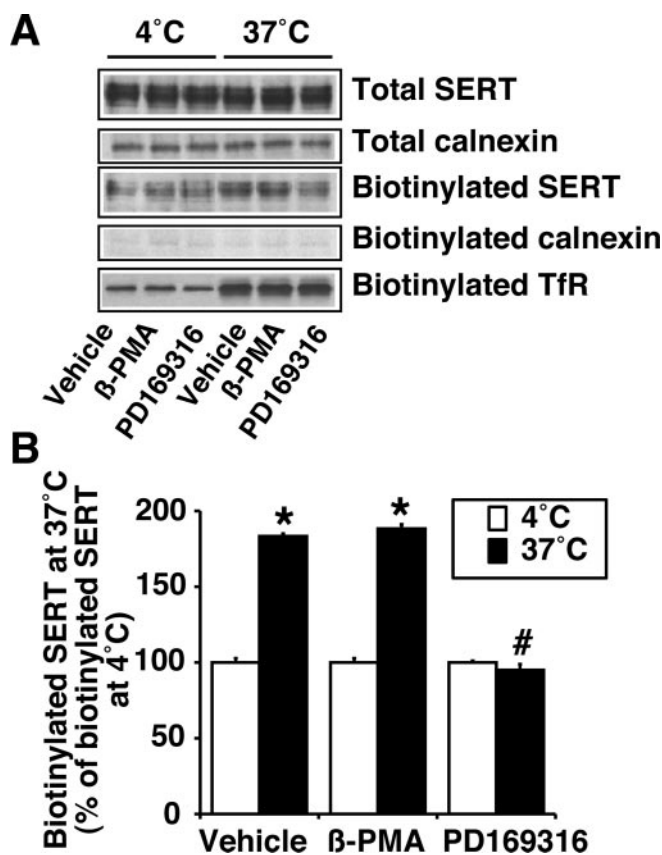 A
4˚C 37˚C
Total SERT
Total calnexin
Biotinylated SERT
Biotinylated calnexin
Biotinylated TfR
Vehicle
ß-PMA
PD169316
Vehicle
ß-PMA
PD169316
B
Biotinylated SERT at 37˚C
(% of biotinylated SERT
at 4˚C)
200
150
100
50
0
* * #
4˚C
37˚C
Vehicle ß-PMA PD169316